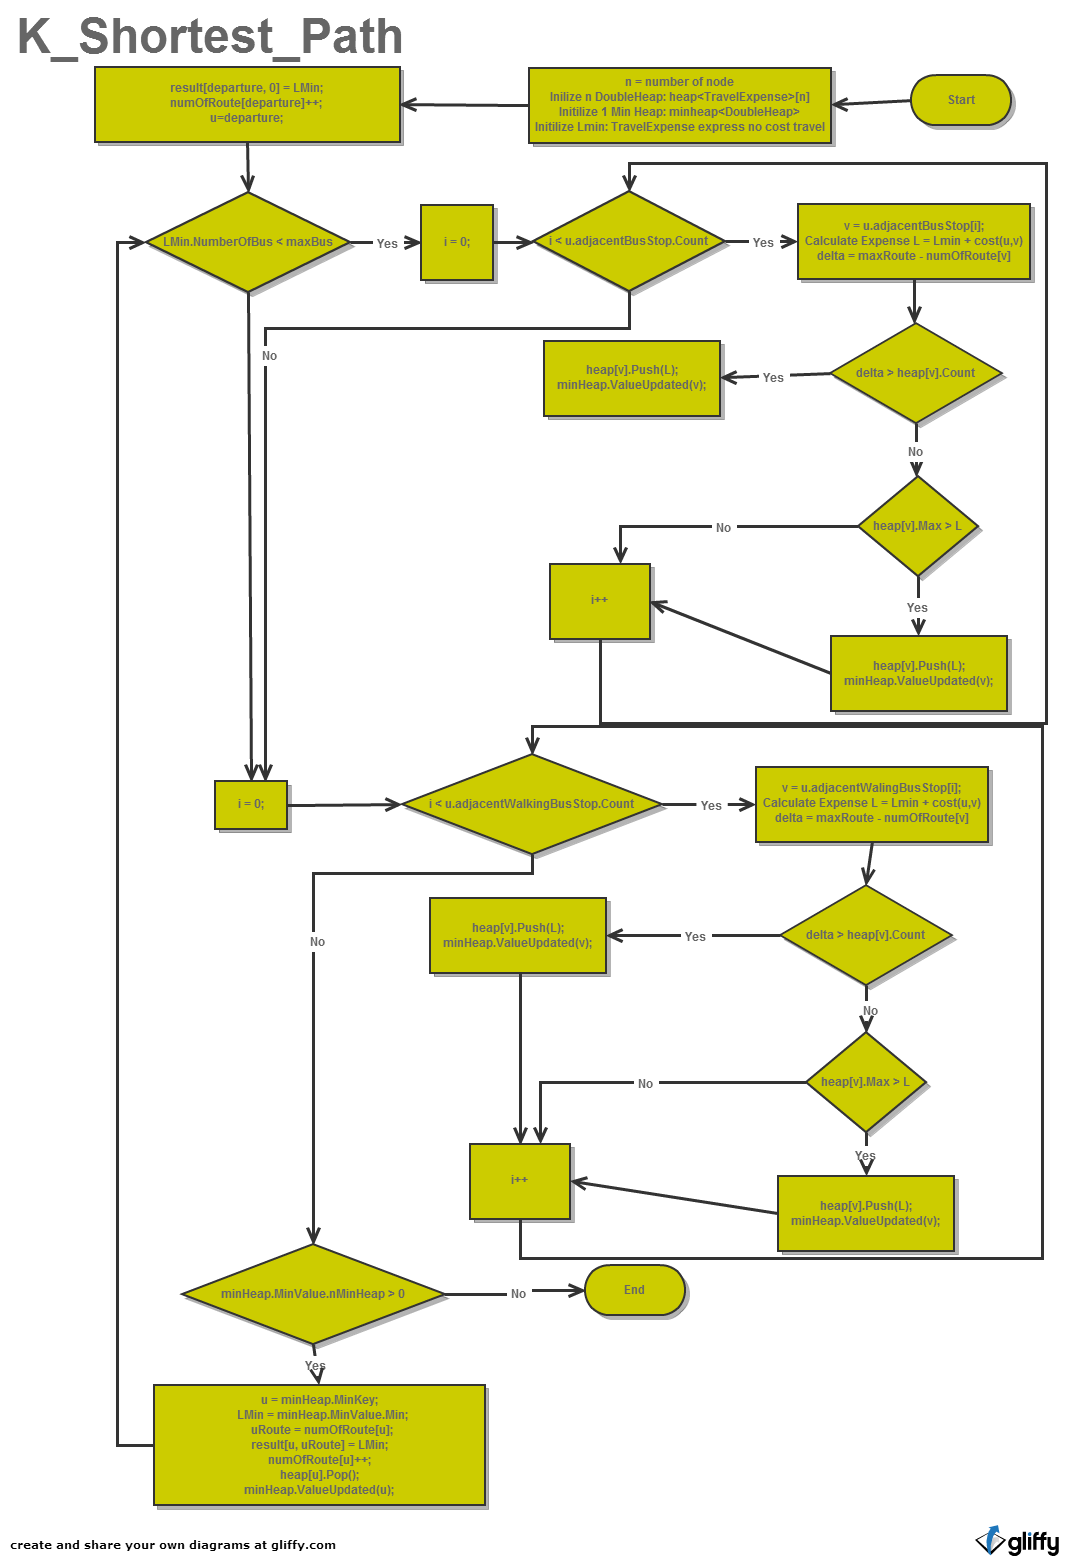 K_Shortest_Path
Start
n = number of node
Inilize n DoubleHeap: heap<TravelExpense>[n]
Initilize 1 Min Heap: minheap<DoubleHeap>
Initilize Lmin: TravelExpense express no cost travel
result[departure, 0] = LMin;
numOfRoute[departure]++;
u=departure;
LMin.NumberOfBus < maxBus
Yes
i = 0;
i < u.adjacentBusStop.Count
Yes
v = u.adjacentBusStop[i];
Calculate Expense L = Lmin + cost(u,v)
delta = maxRoute - numOfRoute[v]
No
heap[v].Push(L);
minHeap.ValueUpdated(v);
Yes
delta > heap[v].Count
No
heap[v].Max > L
No
i++
Yes
heap[v].Push(L);
minHeap.ValueUpdated(v);
i = 0;
i < u.adjacentWalkingBusStop.Count
Yes
v = u.adjacentWalingBusStop[i];
Calculate Expense L = Lmin + cost(u,v)
delta = maxRoute - numOfRoute[v]
No
heap[v].Push(L);
minHeap.ValueUpdated(v);
Yes
delta > heap[v].Count
No
heap[v].Max > L
No
i++
Yes
heap[v].Push(L);
minHeap.ValueUpdated(v);
minHeap.MinValue.nMinHeap > 0
No
End
Yes
u = minHeap.MinKey;
LMin = minHeap.MinValue.Min;
uRoute = numOfRoute[u];
result[u, uRoute] = LMin;
numOfRoute[u]++;
heap[u].Pop();
minHeap.ValueUpdated(u);
create and share your own diagrams at gliffy.com
gliffy